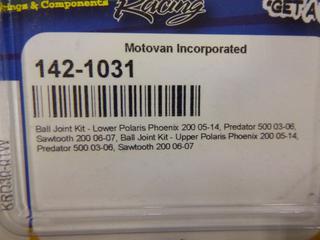 rings & Components
Racing
"GET
Motovan Incorporated
142-1031
Ball Joint Kit - Lower Polaris Phoenix 200 05-14, Predator 500 03-06,
Sawtooth 200 06-07, Ball Joint Kit - Upper Polaris Phoenix 200 05-14,
Predator 500 03-06, Sawtooth 200 06-07